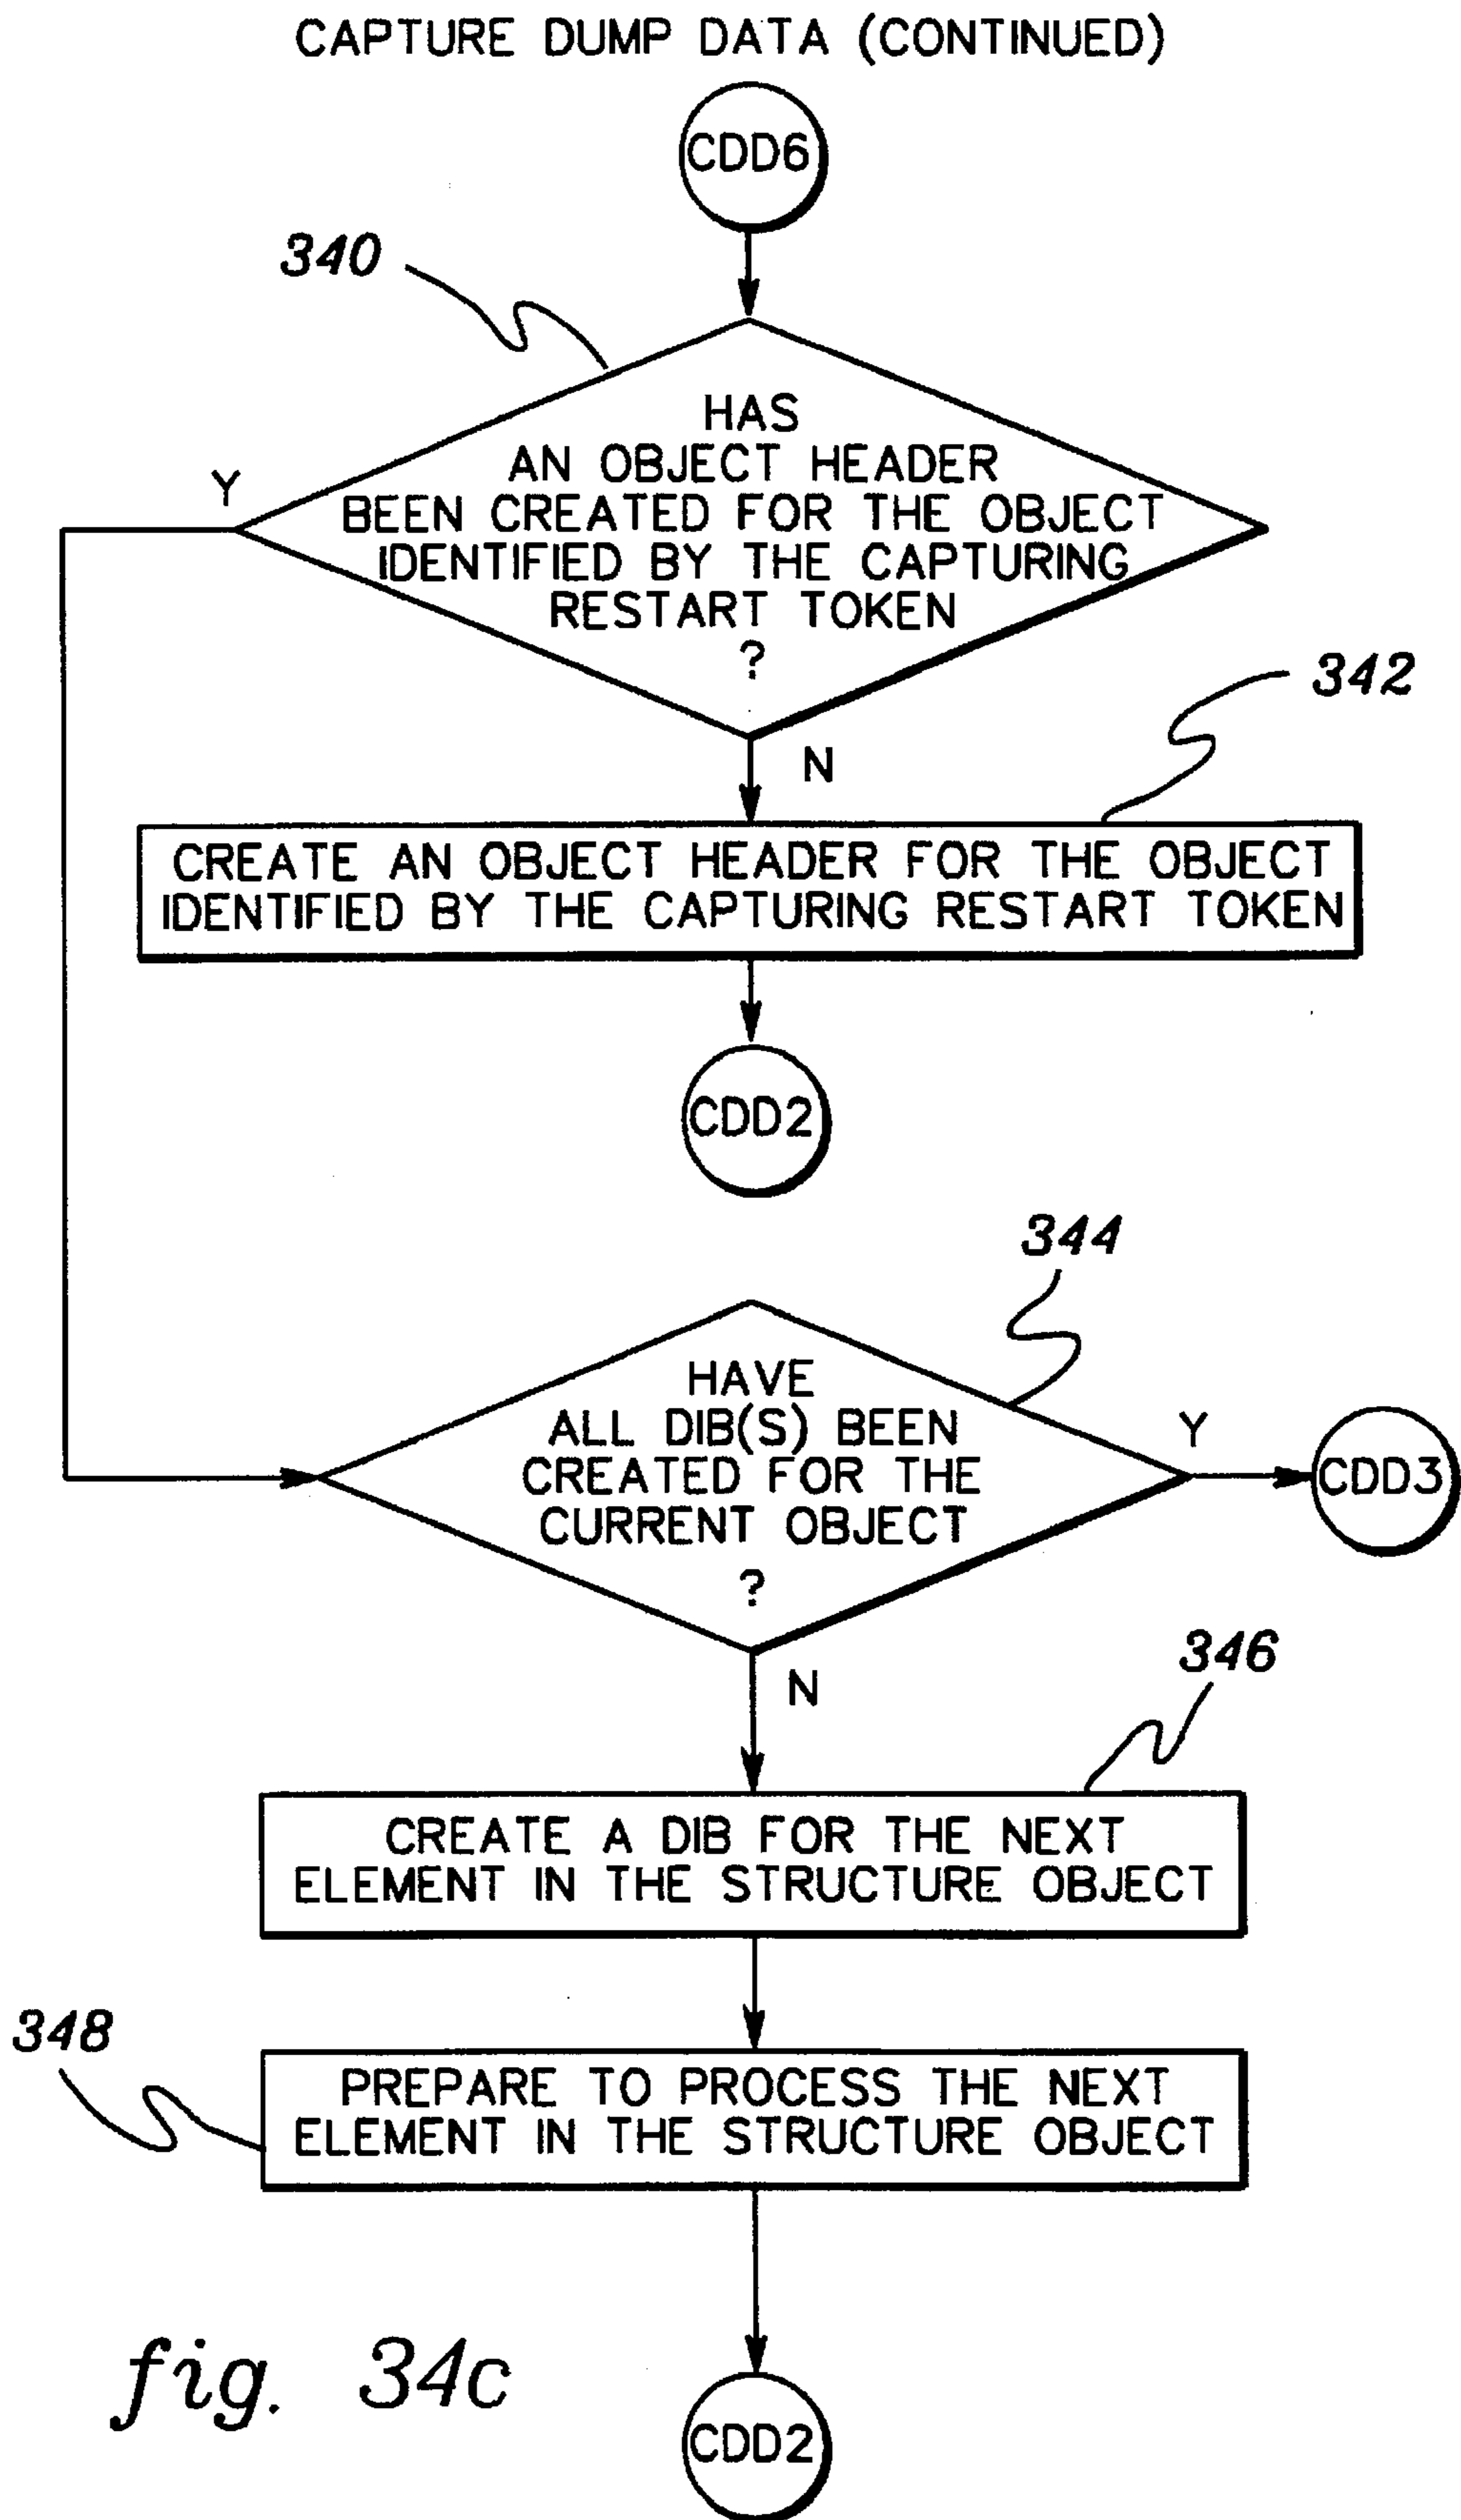 CAPTURE DUMP DATA (CONTINUED)
CDD6
340
HAS
AN OBJECT HEADER
BEEN CREATED FOR THE OBJECT
IDENTIFIED BY THE CAPTURING
RESTART TOKEN
?
Y
N
342
CREATE AN OBJECT HEADER FOR THE OBJECT
IDENTIFIED BY THE CAPTURING RESTART TOKEN
CDD2
344
HAVE
ALL DIB(S) BEEN
CREATED FOR THE
CURRENT OBJECT
?
Y
CDD3
N
346
CREATE A DIB FOR THE NEXT
ELEMENT IN THE STRUCTURE OBJECT
348
PREPARE TO PROCESS THE NEXT
ELEMENT IN THE STRUCTURE OBJECT
CDD2
fig. 34c